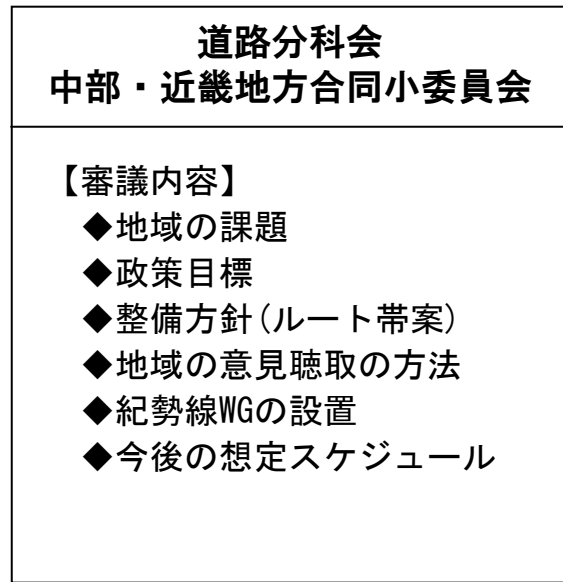 道路分科会
中部・近畿地方合同小委員会
【審議内容】
◆地域の課題
◆政策目標
◆整備方針(ルート帯案)
◆地域の意見聴取の方法
◆紀勢線WGの設置
◆今後の想定スケジュール